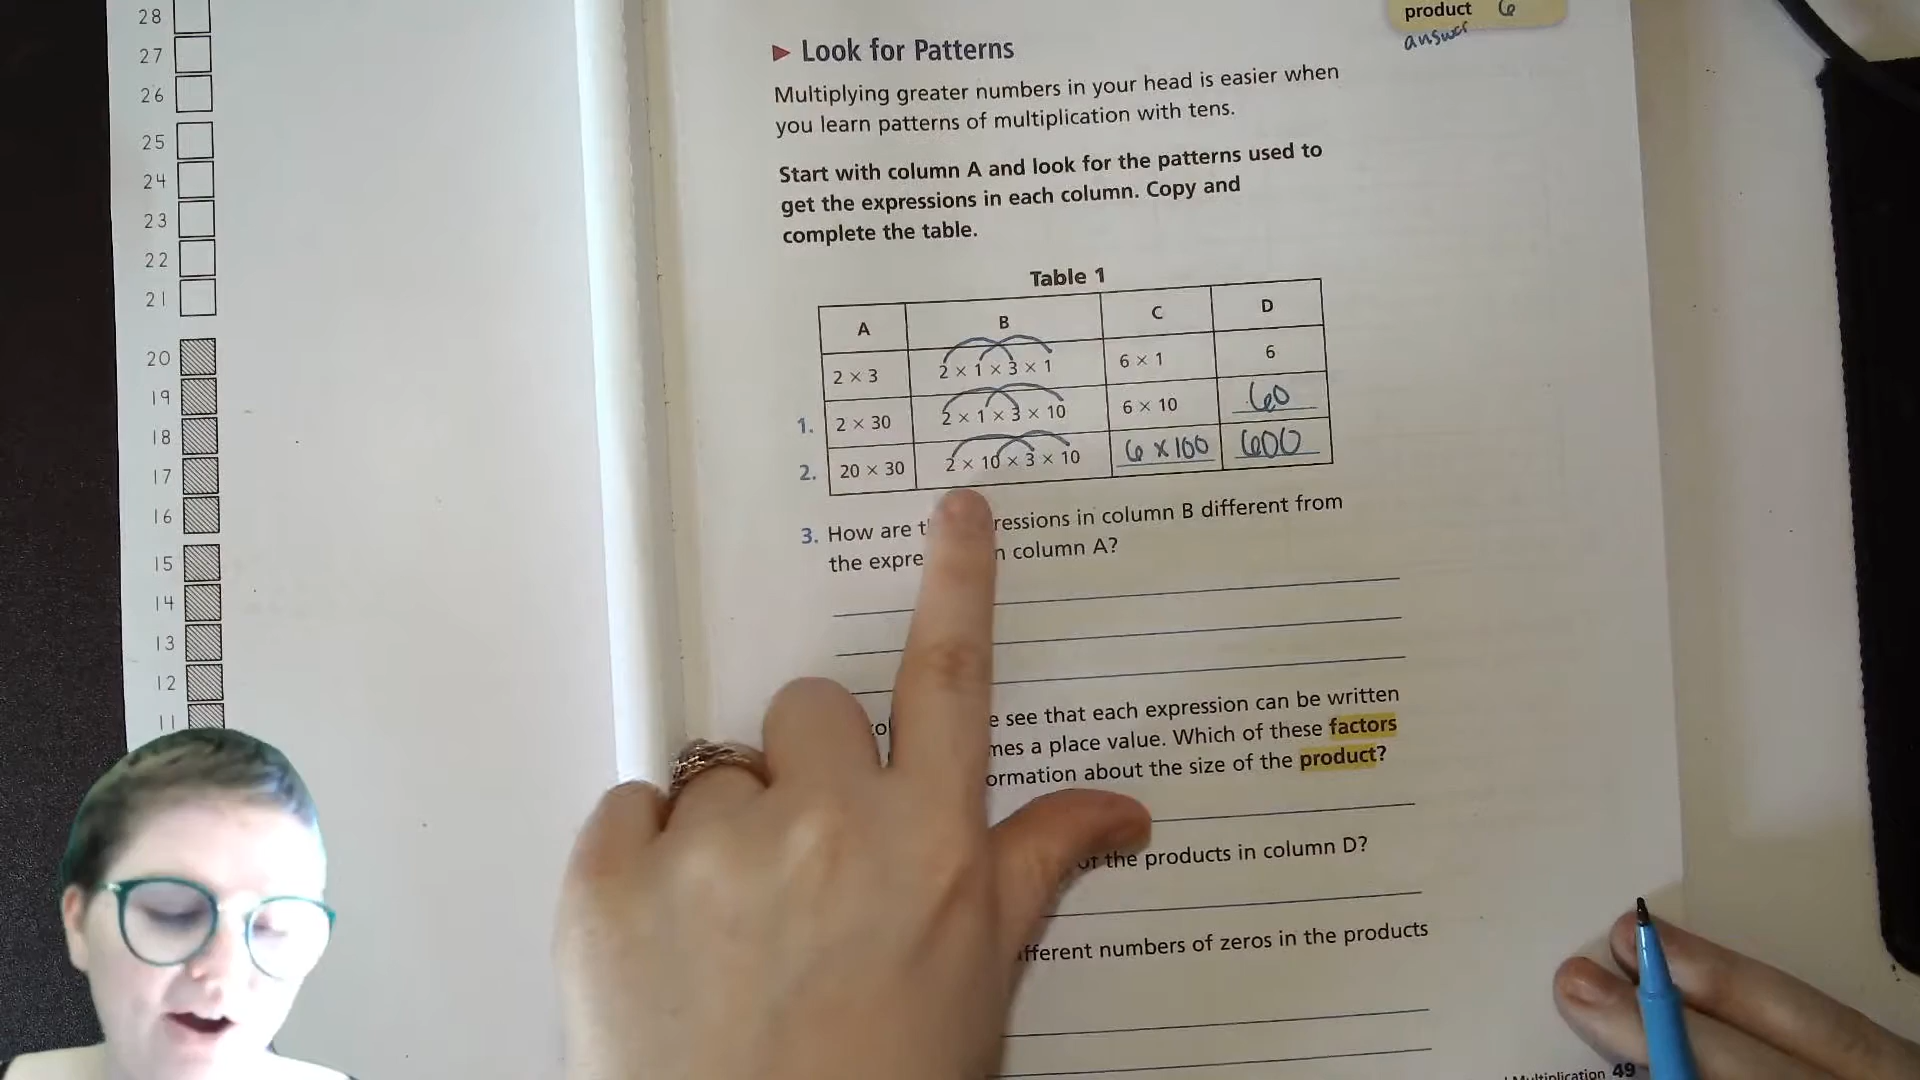 28
27
26
25
24
23
22
21
20
19
18
17
16
15
14
13
12
11
product 6
answer
Look for Patterns
Multiplying greater numbers in your head is easier when
you learn patterns of multiplication with tens.
Start with column A and look for the patterns used to
get the expressions in each column. Copy and
complete the table.
Table 1
A B C D
2 × 3 2 × 1 × 3 × 1 6 × 1 6
1. 2 × 30 2 × 1 × 3 × 10 6 × 10 60
2. 20 × 30 2 × 10 × 3 × 10 6 × 100 600
3. How are in column B different from
the column A?
see that each expression can be written
a place value. Which of these factors
about the size of the product?
the products in column D?
numbers of zeros in the products
Multiplication 49